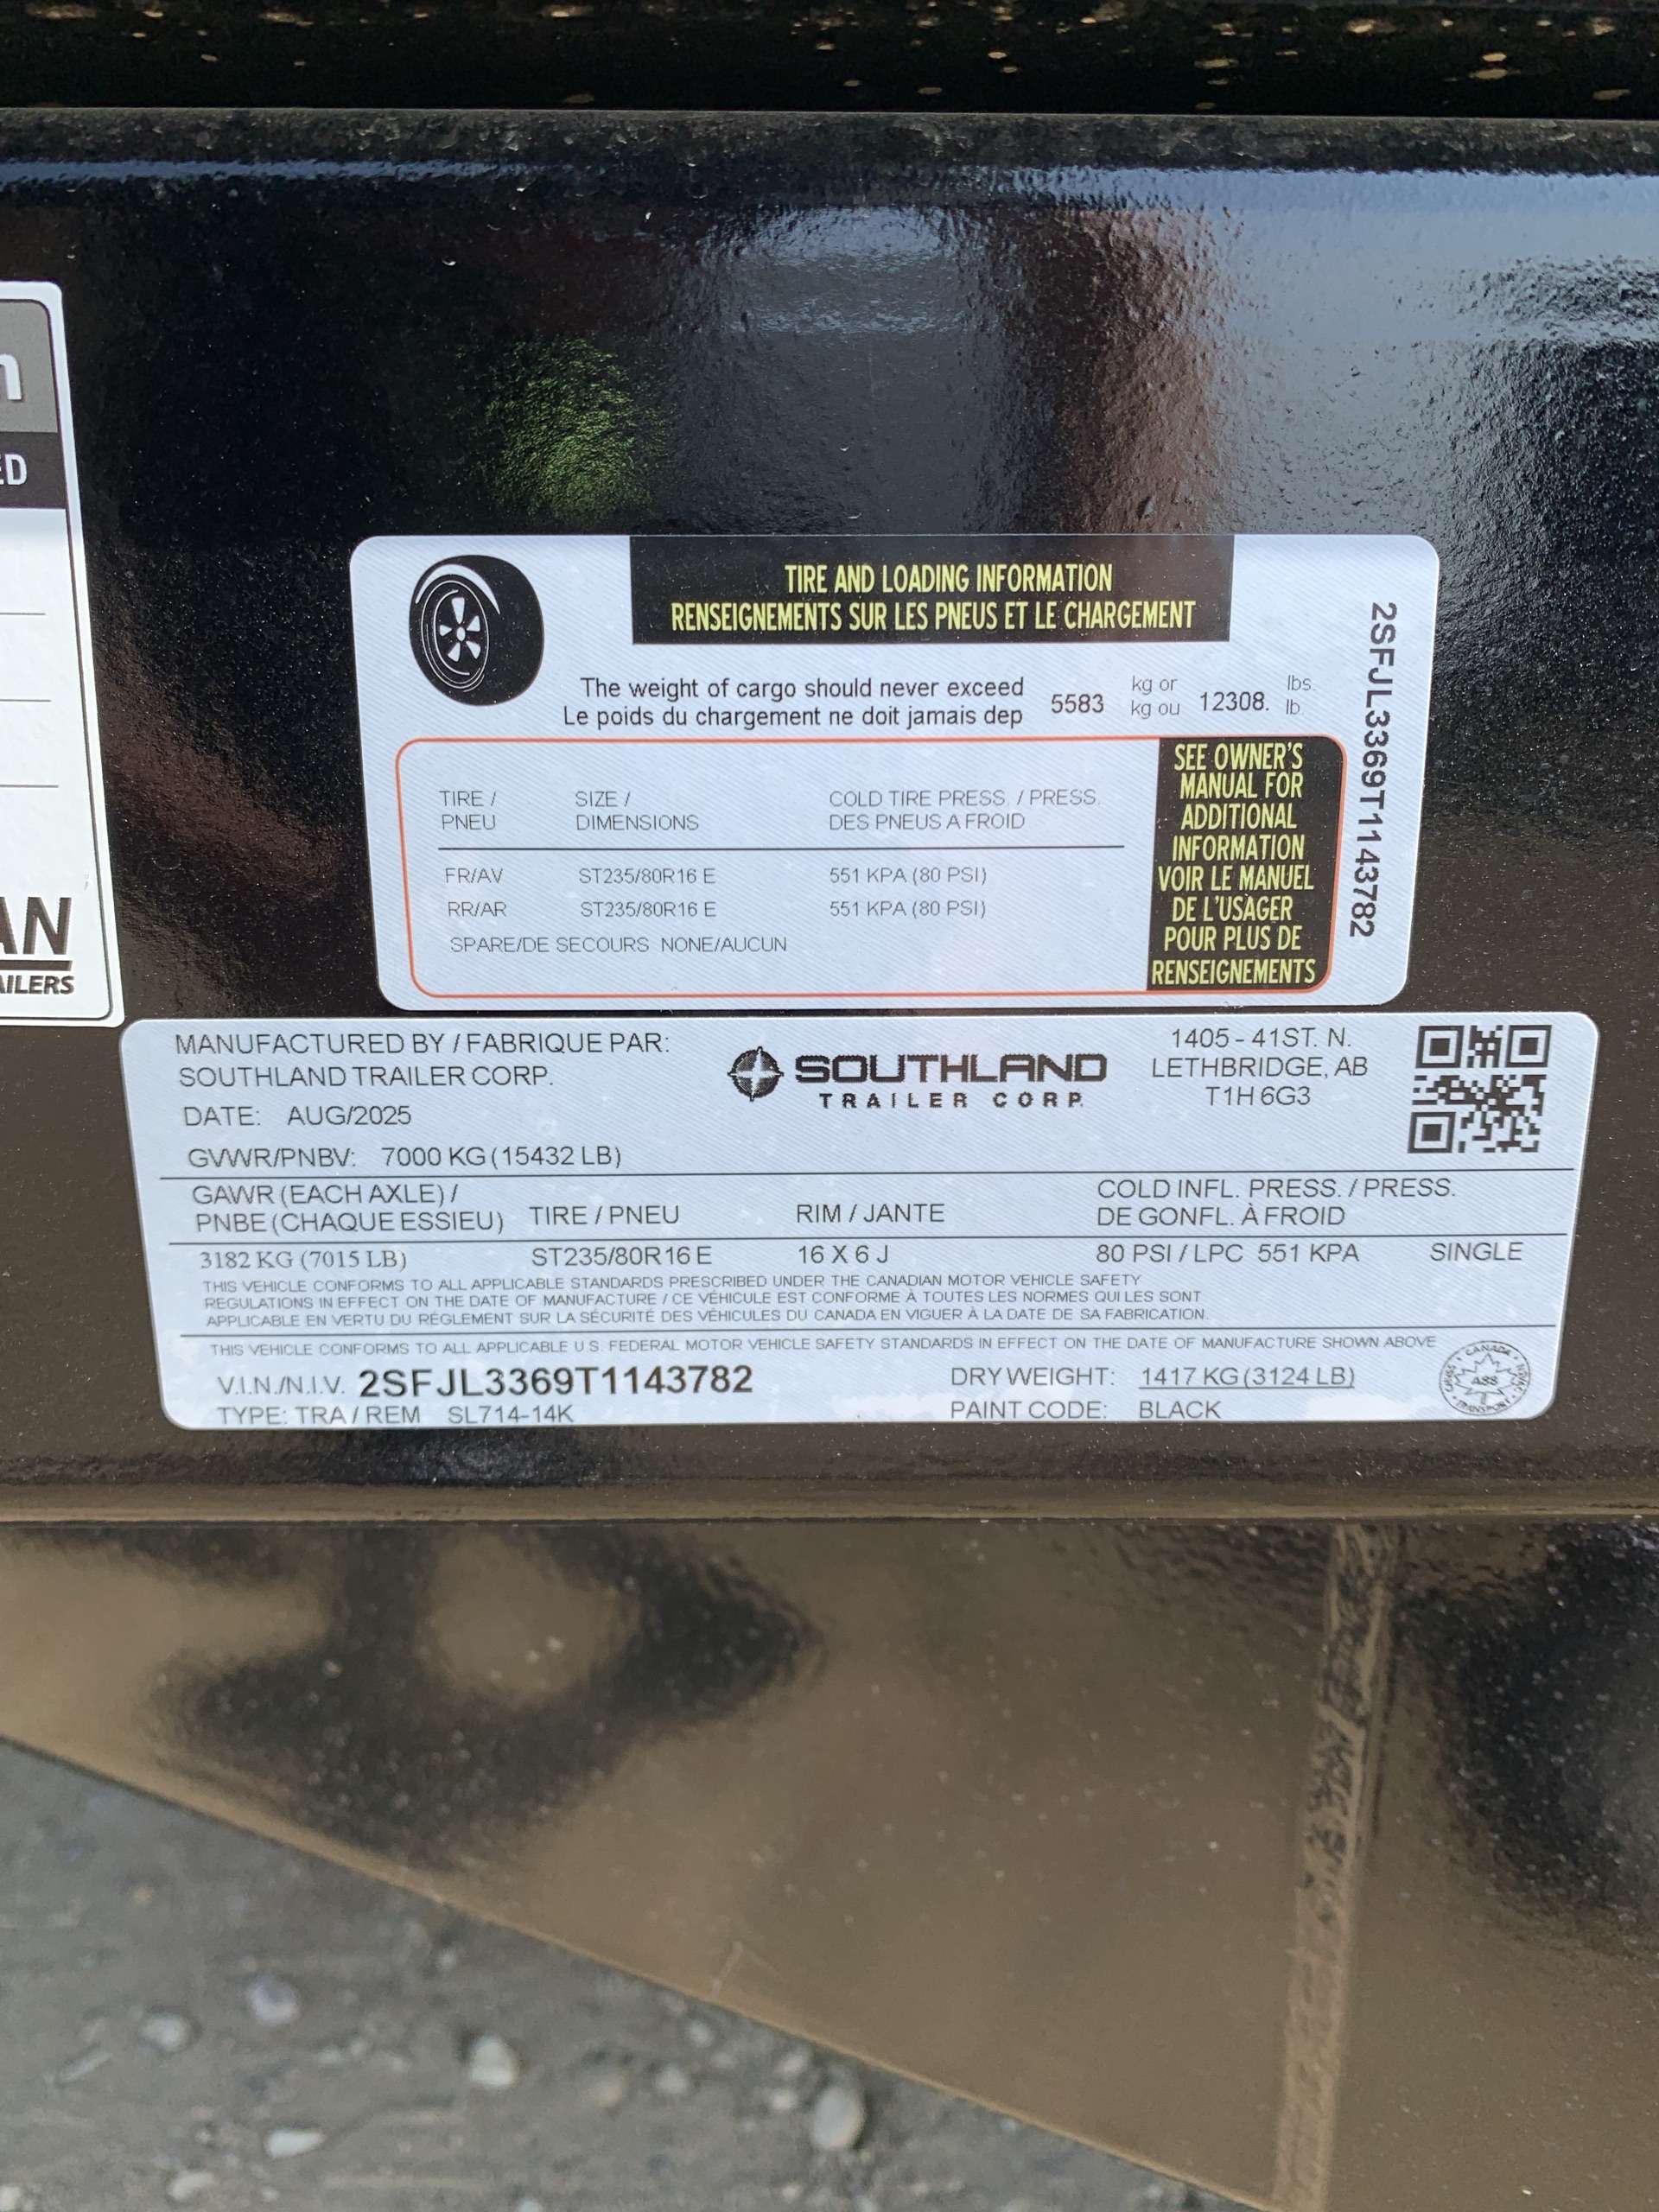 ED
AN
AILERS
TIRE AND LOADING INFORMATION
RENSEIGNEMENTS SUR LES PNEUS ET LE CHARGEMENT
The weight of cargo should never exceed 5583 kg or 12308. lbs.
Le poids du chargement ne doit jamais dep kg ou lb
TIRE / SIZE / COLD TIRE PRESS. / PRESS.
PNEU DIMENSIONS DES PNEUS A FROID
FR/AV ST235/80R16 E 551 KPA (80 PSI)
RR/AR ST235/80R16 E 551 KPA (80 PSI)
SPARE/DE SECOURS NONE/AUCUN
SEE OWNER'S
MANUAL FOR
ADDITIONAL
INFORMATION
VOIR LE MANUEL
DE L'USAGER
POUR PLUS DE
RENSEIGNEMENTS
2SFJL3369T1143782
MANUFACTURED BY / FABRIQUE PAR:
SOUTHLAND TRAILER CORP.
DATE: AUG/2025
GVWR/PNBV: 7000 KG (15432 LB)
SOUTHLAND
TRAILER CORP.
1405 - 41ST. N.
LETHBRIDGE, AB
T1H 6G3
GAWR (EACH AXLE) / COLD INFL. PRESS. / PRESS.
PNBE (CHAQUE ESSIEU) TIRE / PNEU RIM / JANTE DE GONFL. À FROID
3182 KG (7015 LB) ST235/80R16 E 16 X 6 J 80 PSI / LPC 551 KPA SINGLE
THIS VEHICLE CONFORMS TO ALL APPLICABLE STANDARDS PRESCRIBED UNDER THE CANADIAN MOTOR VEHICLE SAFETY
REGULATIONS IN EFFECT ON THE DATE OF MANUFACTURE / CE VÉHICULE EST CONFORME À TOUTES LES NORMES QUI LES SONT
APPLICABLE EN VERTU DU RÈGLEMENT SUR LA SÉCURITÉ DES VÉHICULES DU CANADA EN VIGUER À LA DATE DE SA FABRICATION.
THIS VEHICLE CONFORMS TO ALL APPLICABLE U.S. FEDERAL MOTOR VEHICLE SAFETY STANDARDS IN EFFECT ON THE DATE OF MANUFACTURE SHOWN ABOVE
V.I.N./N.I.V. 2SFJL3369T1143782 DRY WEIGHT: 1417 KG (3124 LB)
TYPE: TRA / REM SL714-14K PAINT CODE: BLACK
CANADA
TRANSPORT